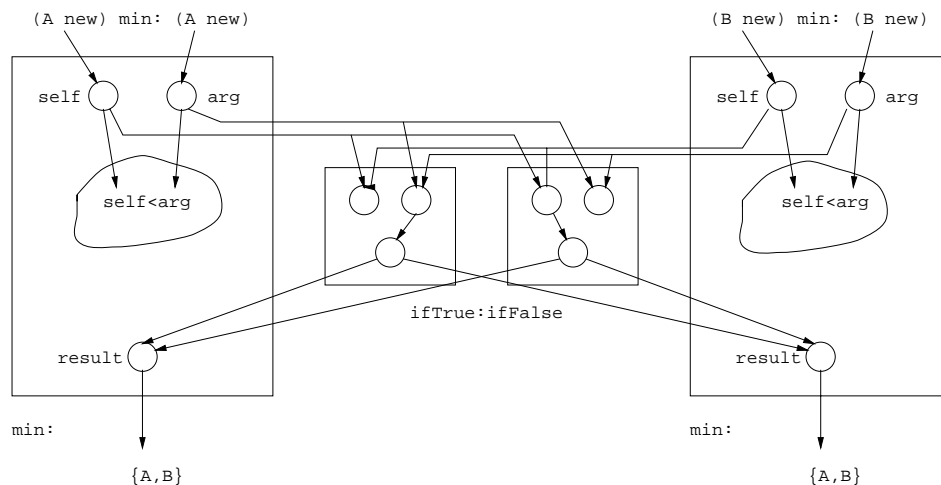 (A new) min: (A new)
(B new) min: (B new)
self
arg
self
arg
self<arg
self<arg
ifTrue:ifFalse
result
result
min:
min:
{A,B}
{A,B}